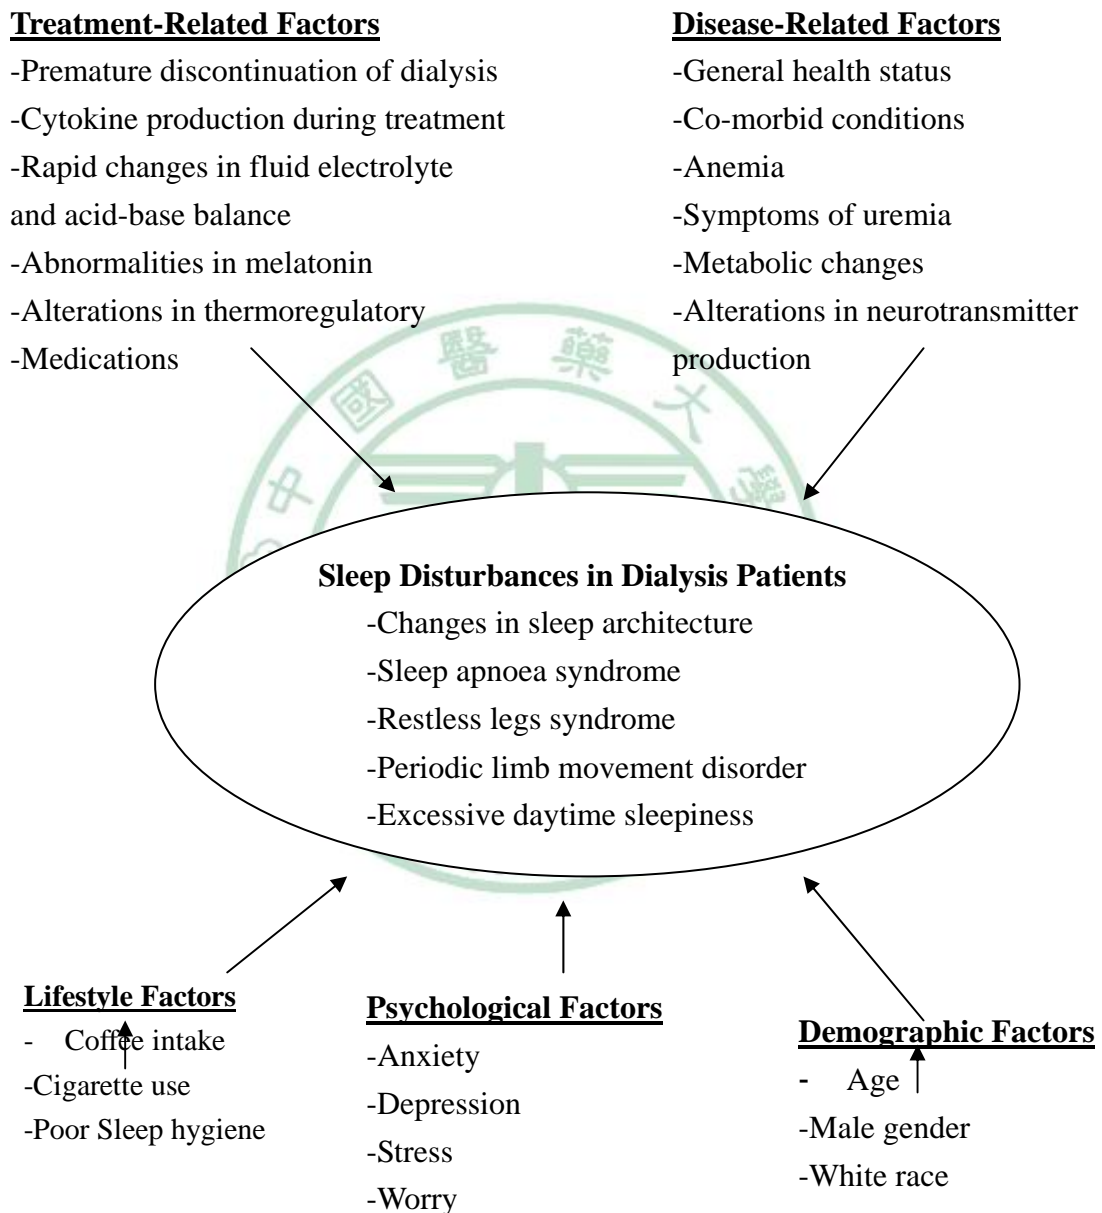 Treatment-Related Factors
-Premature discontinuation of dialysis
-Cytokine production during treatment
-Rapid changes in fluid electrolyte
and acid-base balance
-Abnormalities in melatonin
-Alterations in thermoregulatory
-Medications
Disease-Related Factors
-General health status
-Co-morbid conditions
-Anemia
-Symptoms of uremia
-Metabolic changes
-Alterations in neurotransmitter
production
中國醫藥大學
Sleep Disturbances in Dialysis Patients
-Changes in sleep architecture
-Sleep apnoea syndrome
-Restless legs syndrome
-Periodic limb movement disorder
-Excessive daytime sleepiness
Lifestyle Factors
- Coffee intake
-Cigarette use
-Poor Sleep hygiene
Psychological Factors
-Anxiety
-Depression
-Stress
-Worry
Demographic Factors
- Age
-Male gender
-White race